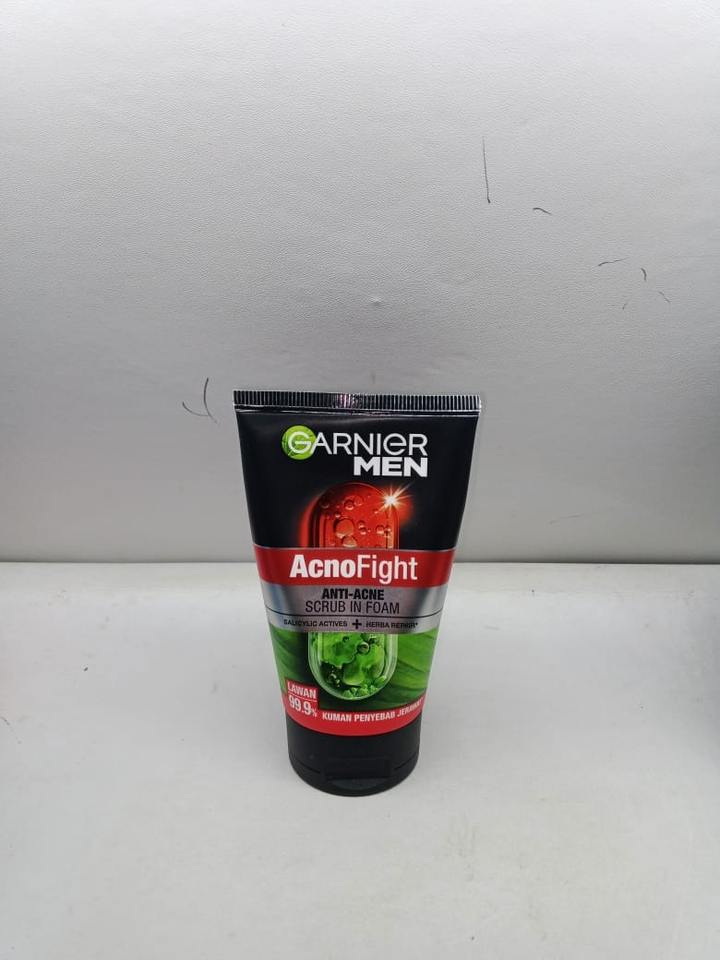 GARNIER
MEN
AcnoFight
ANTI-ACNE
SCRUB IN FOAM
SALICYLIC ACTIVES + HERBA REPAIR*
LAWAN
99.9%
KUMAN PENYEBAB JERAWAT